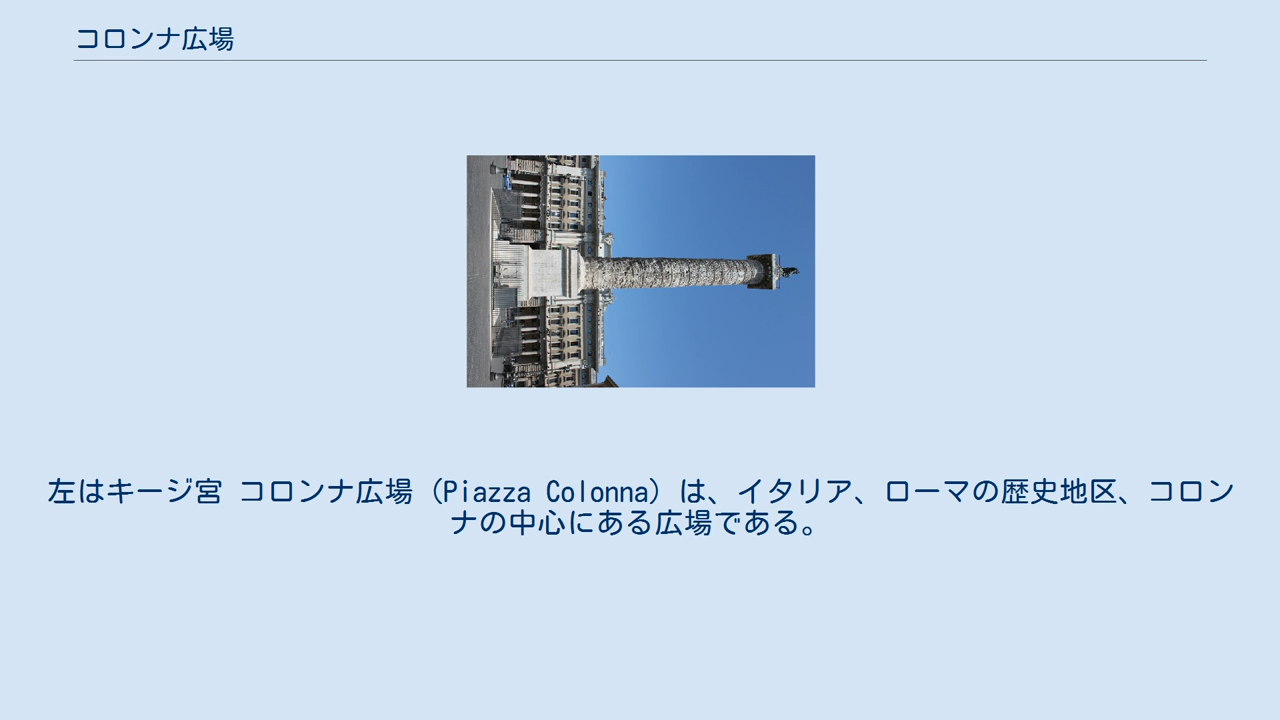 コロンナ広場
左はキージ宮 コロンナ広場（Piazza Colonna）は、イタリア、ローマの歴史地区、コロン
ナの中心にある広場である。